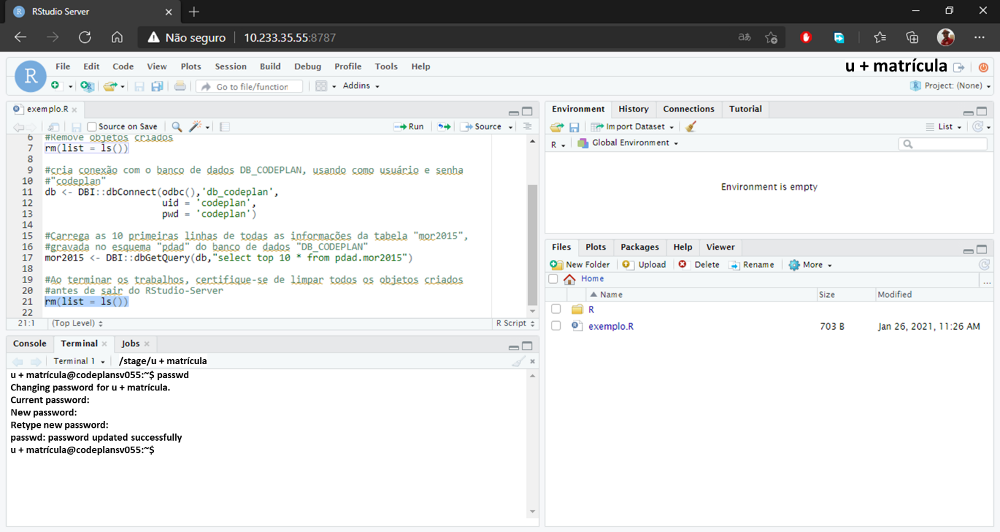 RStudio Server
Não seguro 10.233.35.55:8787
File Edit Code View Plots Session Build Debug Profile Tools Help
u + matrícula
Go to file/function Addins
Project: (None)
exemplo.R
Source on Save Run Source
6 #Remove objetos criados
7 rm(list = ls())
8
9 #cria conexão com o banco de dados DB_CODEPLAN, usando como usuário e senha
10 #"codeplan"
11 db <- DBI::dbConnect(odbc(),'db_codeplan',
12 uid = 'codeplan',
13 pwd = 'codeplan')
14
15 #Carrega as 10 primeiras linhas de todas as informações da tabela "mor2015",
16 #gravada no esquema "pdad" do banco de dados "DB_CODEPLAN"
17 mor2015 <- DBI::dbGetQuery(db,"select top 10 * from pdad.mor2015")
18
19 #Ao terminar os trabalhos, certifique-se de limpar todos os objetos criados
20 #antes de sair do RStudio-Server
21 rm(list = ls())
22
21:1 (Top Level) R Script
Console Terminal Jobs
Terminal 1 /stage/u + matrícula
u + matrícula@codeplansv055:~$ passwd
Changing password for u + matrícula.
Current password:
New password:
Retype new password:
passwd: password updated successfully
u + matrícula@codeplansv055:~$
Environment History Connections Tutorial
Import Dataset List
R Global Environment
Environment is empty
Files Plots Packages Help Viewer
New Folder Upload Delete Rename More
Home ...
Name Size Modified
R
exemplo.R 703 B Jan 26, 2021, 11:26 AM